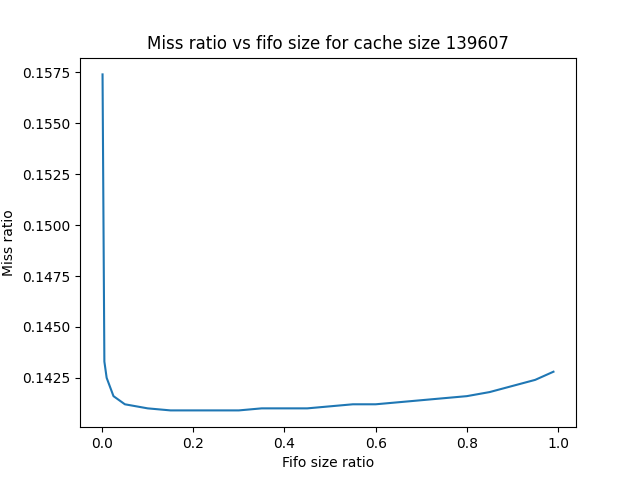 Miss ratio vs fifo size for cache size 139607
0.1575
0.1550
0.1525
0.1500
0.1475
0.1450
0.1425
Miss ratio
0.0 0.2 0.4 0.6 0.8 1.0
Fifo size ratio